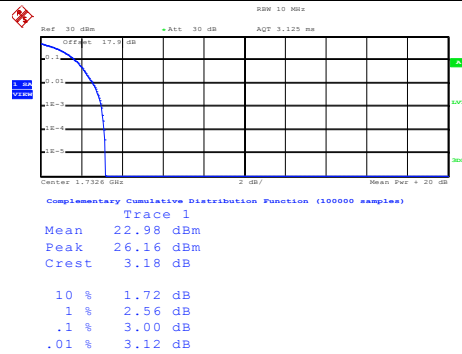 RBW 10 MHz
Ref 30 dBm Att 30 dB AQT 3.125 ms
Offset 17.9 dB
0.1
A
1 SA
VIEW
0.01
1E-3
1E-4
1E-5
Center 1.7326 GHz 2 dB/ Mean Pwr + 20 dB
Complementary Cumulative Distribution Function (100000 samples)
Trace 1
Mean 22.98 dBm
Peak 26.16 dBm
Crest 3.18 dB
10 % 1.72 dB
1 % 2.56 dB
.1 % 3.00 dB
.01 % 3.12 dB